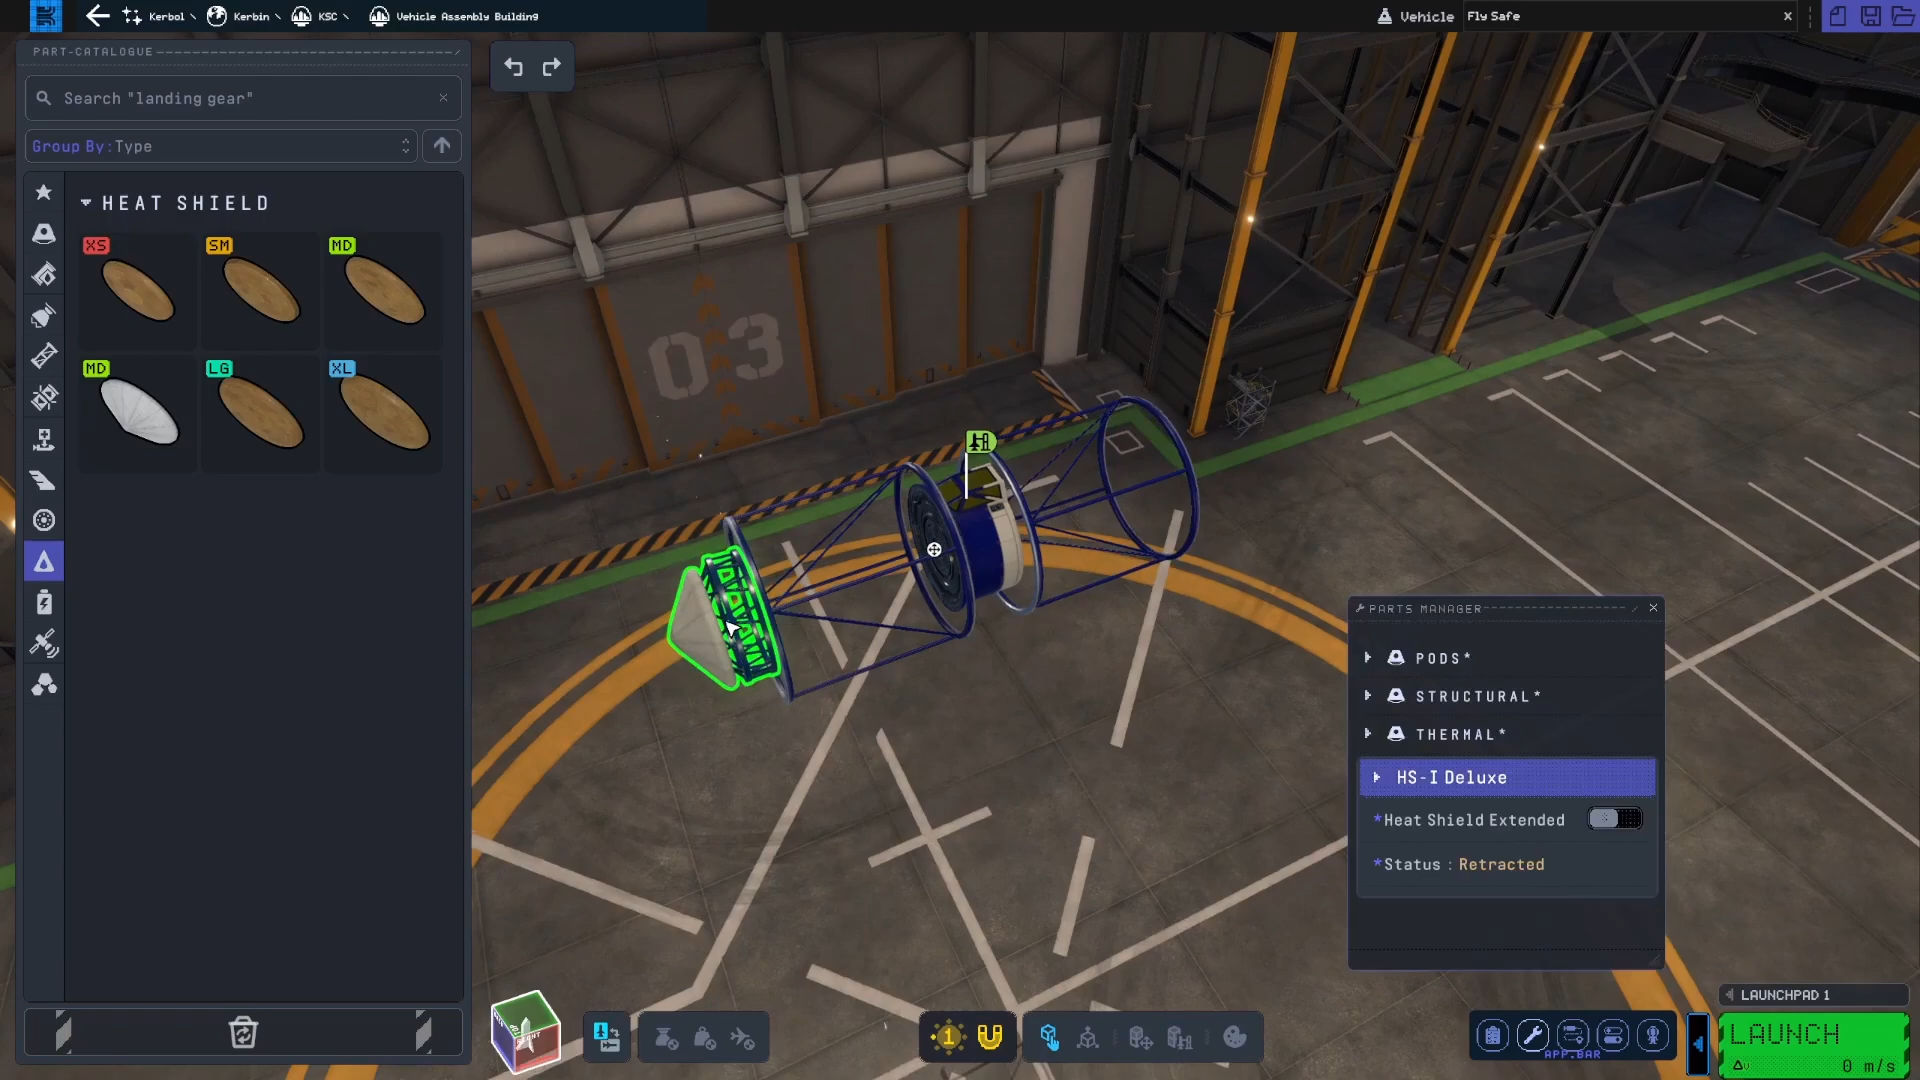 Kerbol
Kerbin
KSC
Vehicle Assembly Building
Vehicle
Fly Safe
PART-CATALOGUE
Search "landing gear"
Group By: Type
HEAT SHIELD
XS
SM
MD
MD
LG
XL
03
PARTS MANAGER
PODS*
STRUCTURAL*
THERMAL*
HS-I Deluxe
*Heat Shield Extended
*Status : Retracted
1
APP.BAR
LAUNCHPAD 1
LAUNCH
Δv 0 m/s